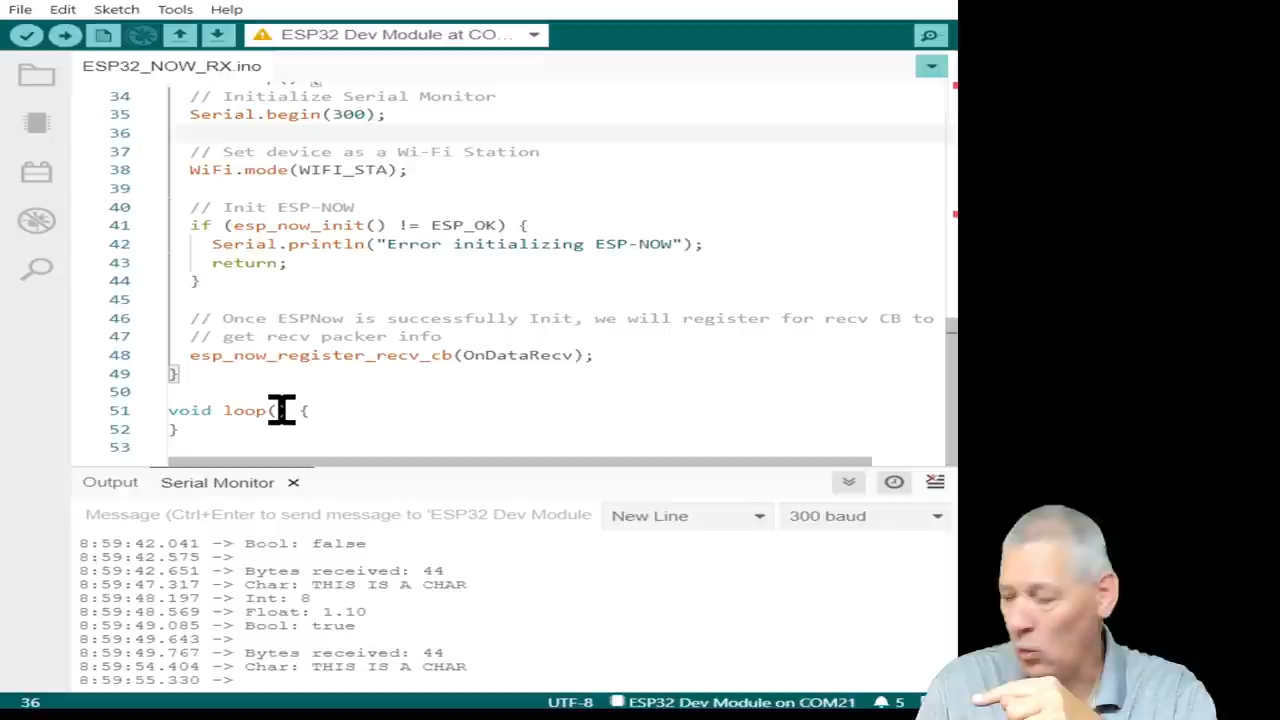 File Edit Sketch Tools Help
ESP32 Dev Module at CO...
ESP32_NOW_RX.ino
34 // Initialize Serial Monitor
35 Serial.begin(300);
36
37 // Set device as a Wi-Fi Station
38 WiFi.mode(WIFI_STA);
39
40 // Init ESP-NOW
41 if (esp_now_init() != ESP_OK) {
42 Serial.println("Error initializing ESP-NOW");
43 return;
44 }
45
46 // Once ESPNow is successfully Init, we will register for recv CB to
47 // get recv packer info
48 esp_now_register_recv_cb(OnDataRecv);
49 }
50
51 void loop( {
52 }
53
Output Serial Monitor
Message (Ctrl+Enter to send message to 'ESP32 Dev Module New Line 300 baud
8:59:42.041 -> Bool: false
8:59:42.575 ->
8:59:42.651 -> Bytes received: 44
8:59:47.317 -> Char: THIS IS A CHAR
8:59:48.197 -> Int: 8
8:59:48.569 -> Float: 1.10
8:59:49.085 -> Bool: true
8:59:49.643 ->
8:59:49.767 -> Bytes received: 44
8:59:54.404 -> Char: THIS IS A CHAR
8:59:55.330 ->
36 UTF-8 ESP32 Dev Module on COM21 5